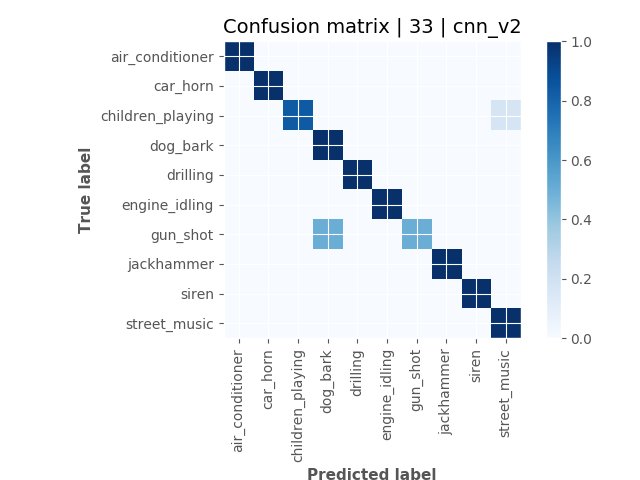 Confusion matrix | 33 | cnn_v2
True label
air_conditioner
car_horn
children_playing
dog_bark
drilling
engine_idling
gun_shot
jackhammer
siren
street_music
air_conditioner
car_horn
children_playing
dog_bark
drilling
engine_idling
gun_shot
jackhammer
siren
street_music
Predicted label
1.0
0.8
0.6
0.4
0.2
0.0